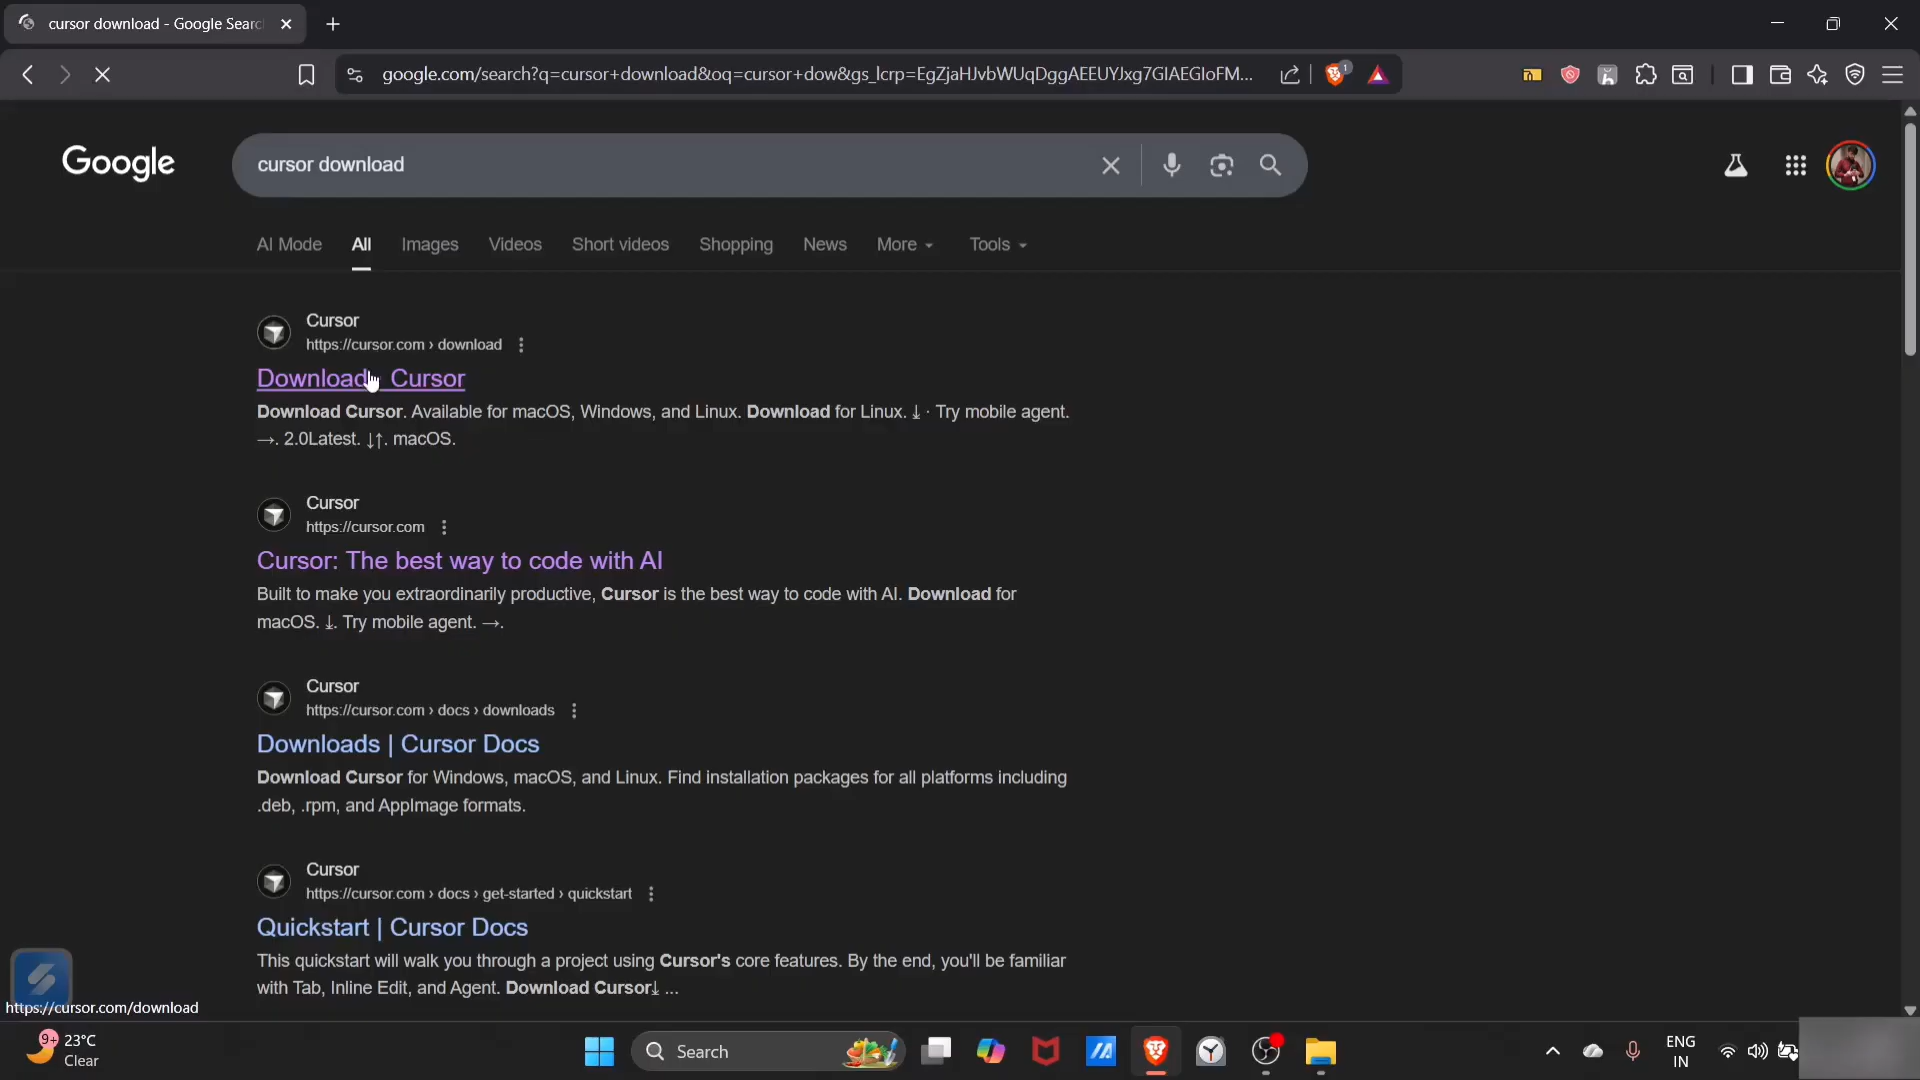 cursor download - Google Searc
google.com/search?q=cursor+download&oq=cursor+dow&gs_lcrp=EgZjaHJvbWUqDggAEEUYJxg7GIAEGIoFM...
1
Google
cursor download
AI Mode
All
Images
Videos
Short videos
Shopping
News
More
Tools
Cursor
https://cursor.com › download
Download · Cursor
Download Cursor. Available for macOS, Windows, and Linux. Download for Linux. ⤓ · Try mobile agent.
→. 2.0Latest. ↓↑. macOS.
Cursor
https://cursor.com
Cursor: The best way to code with AI
Built to make you extraordinarily productive, Cursor is the best way to code with AI. Download for
macOS. ⤓. Try mobile agent. →.
Cursor
https://cursor.com › docs › downloads
Downloads | Cursor Docs
Download Cursor for Windows, macOS, and Linux. Find installation packages for all platforms including
.deb, .rpm, and AppImage formats.
Cursor
https://cursor.com › docs › get-started › quickstart
Quickstart | Cursor Docs
This quickstart will walk you through a project using Cursor's core features. By the end, you'll be familiar
with Tab, Inline Edit, and Agent. Download Cursor⤓ ...
https://cursor.com/download
9+
23°C
Clear
Search
ENG
IN